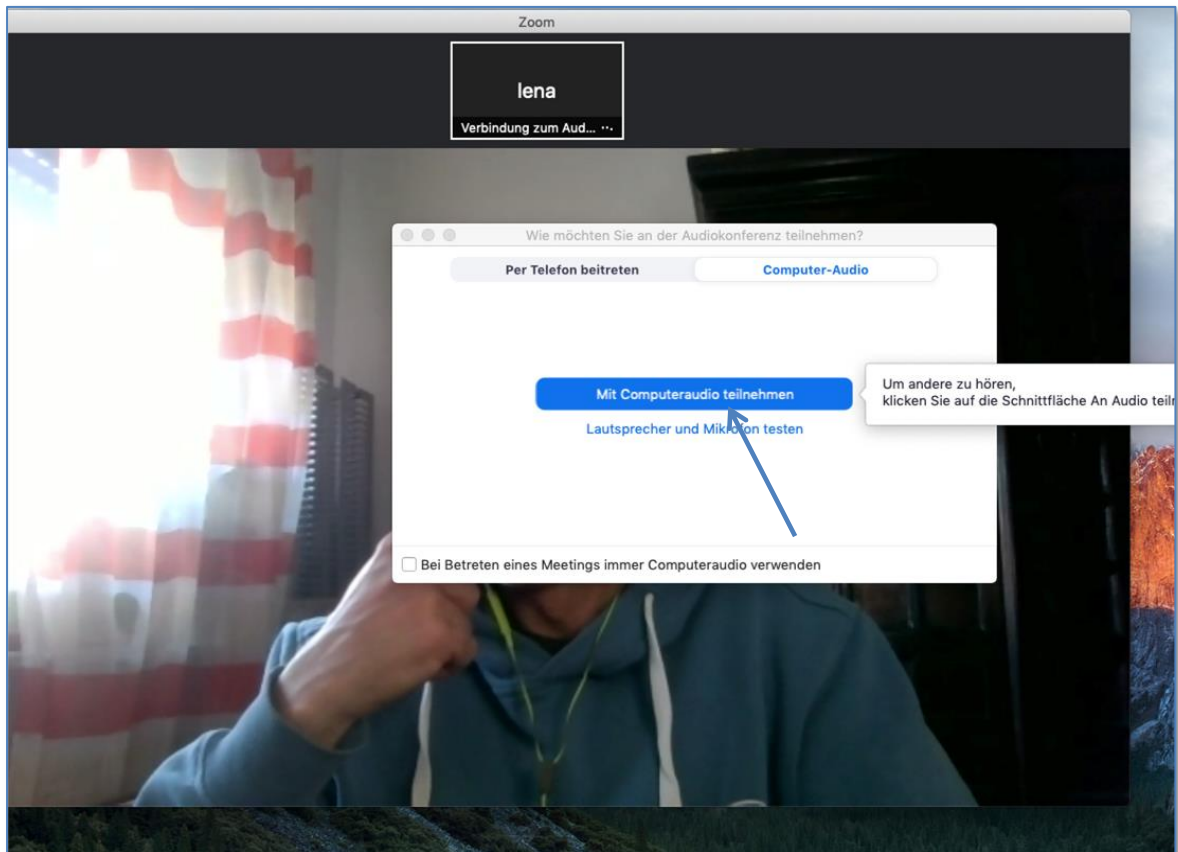 Zoom
lena
Verbindung zum Aud... ...
Wie möchten Sie an der Audiokonferenz teilnehmen?
Per Telefon beitreten
Computer-Audio
Mit Computeraudio teilnehmen
Um andere zu hören,
klicken Sie auf die Schnittfläche An Audio teil
Lautsprecher und Mikrofon testen
Bei Betreten eines Meetings immer Computeraudio verwenden